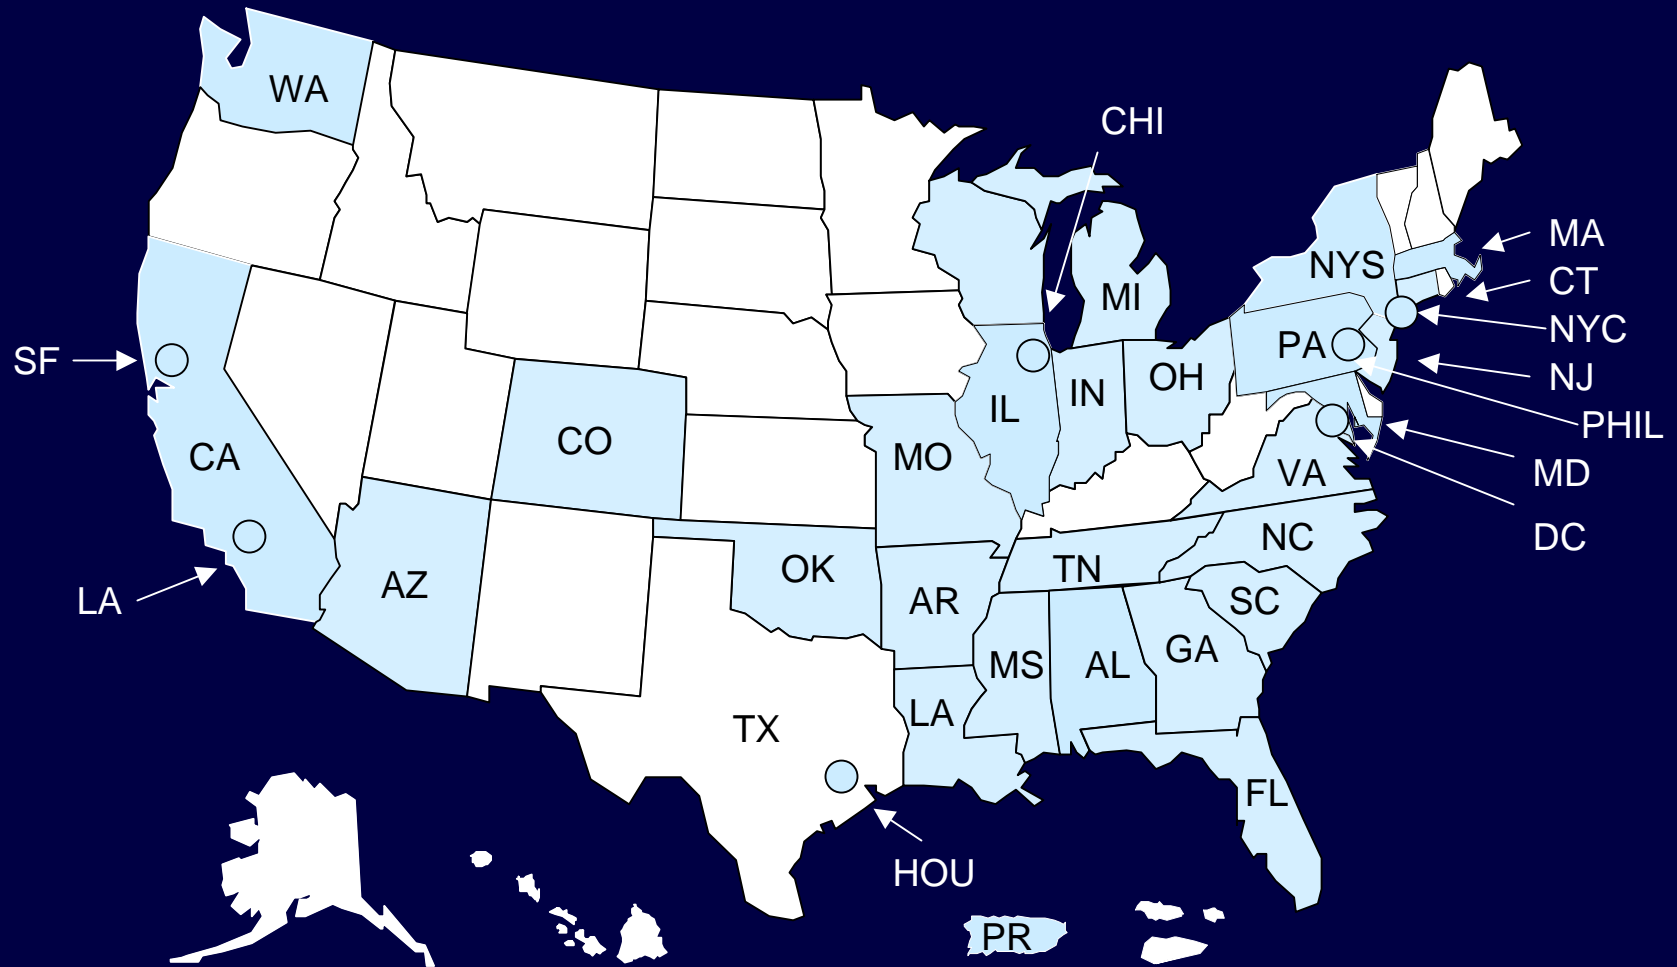 WA
CHI
MA
NYS
CT
MI
NYC
PA
SF
OH
NJ
IN
IL
PHIL
CO
CA
MO
VA
MD
NC
DC
OK
TN
AZ
LA
AR
SC
GA
MS
AL
LA
TX
FL
HOU
PR